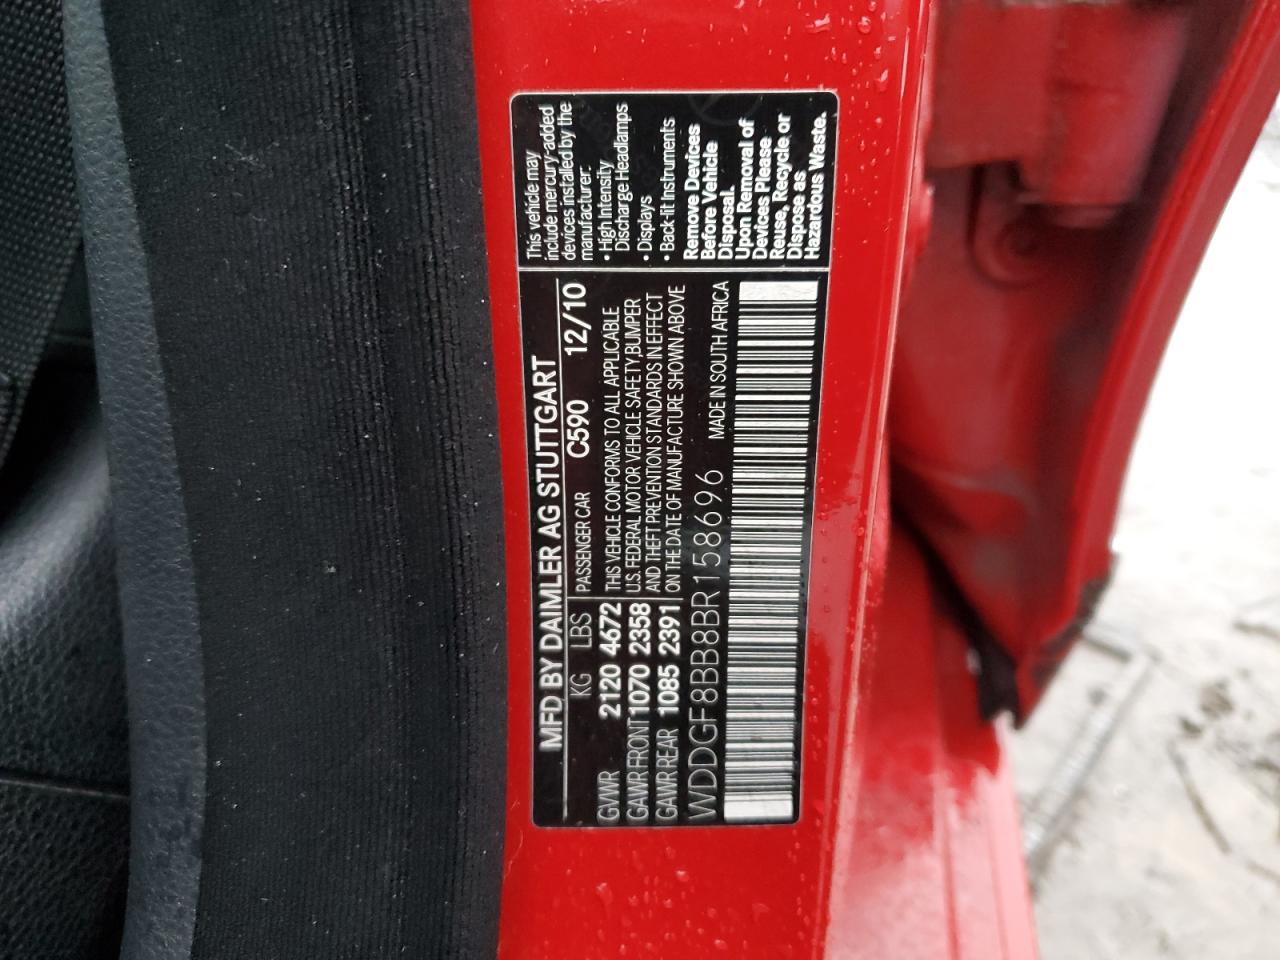 MFD BY DAIMLER AG STUTTGART
KG LBS PASSENGER CAR C590 12/10
GVWR 2120 4672 THIS VEHICLE CONFORMS TO ALL APPLICABLE
GAWR FRONT 1070 2358 U.S. FEDERAL MOTOR VEHICLE SAFETY, BUMPER
GAWR REAR 1085 2391 AND THEFT PREVENTION STANDARDS IN EFFECT
ON THE DATE OF MANUFACTURE SHOWN ABOVE
WDDGF8BB8BR158696 MADE IN SOUTH AFRICA
This vehicle may
include mercury-added
devices installed by the
manufacturer:
• High Intensity
Discharge Headlamps
• Displays
• Back-lit Instruments
Remove Devices
Before Vehicle
Disposal.
Upon Removal of
Devices Please
Reuse, Recycle or
Dispose as
Hazardous Waste.